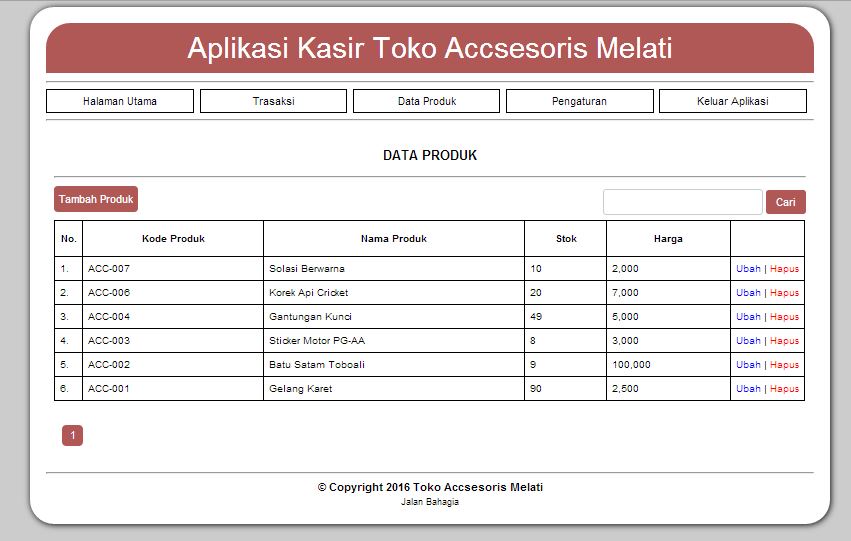 Aplikasi Kasir Toko Accsesoris Melati
Halaman Utama Trasaksi Data Produk Pengaturan Keluar Aplikasi
DATA PRODUK
Tambah Produk Cari
No. Kode Produk Nama Produk Stok Harga
1. ACC-007 Solasi Berwarna 10 2,000 Ubah | Hapus
2. ACC-006 Korek Api Cricket 20 7,000 Ubah | Hapus
3. ACC-004 Gantungan Kunci 49 5,000 Ubah | Hapus
4. ACC-003 Sticker Motor PG-AA 8 3,000 Ubah | Hapus
5. ACC-002 Batu Satam Toboali 9 100,000 Ubah | Hapus
6. ACC-001 Gelang Karet 90 2,500 Ubah | Hapus
1
© Copyright 2016 Toko Accsesoris Melati
Jalan Bahagia